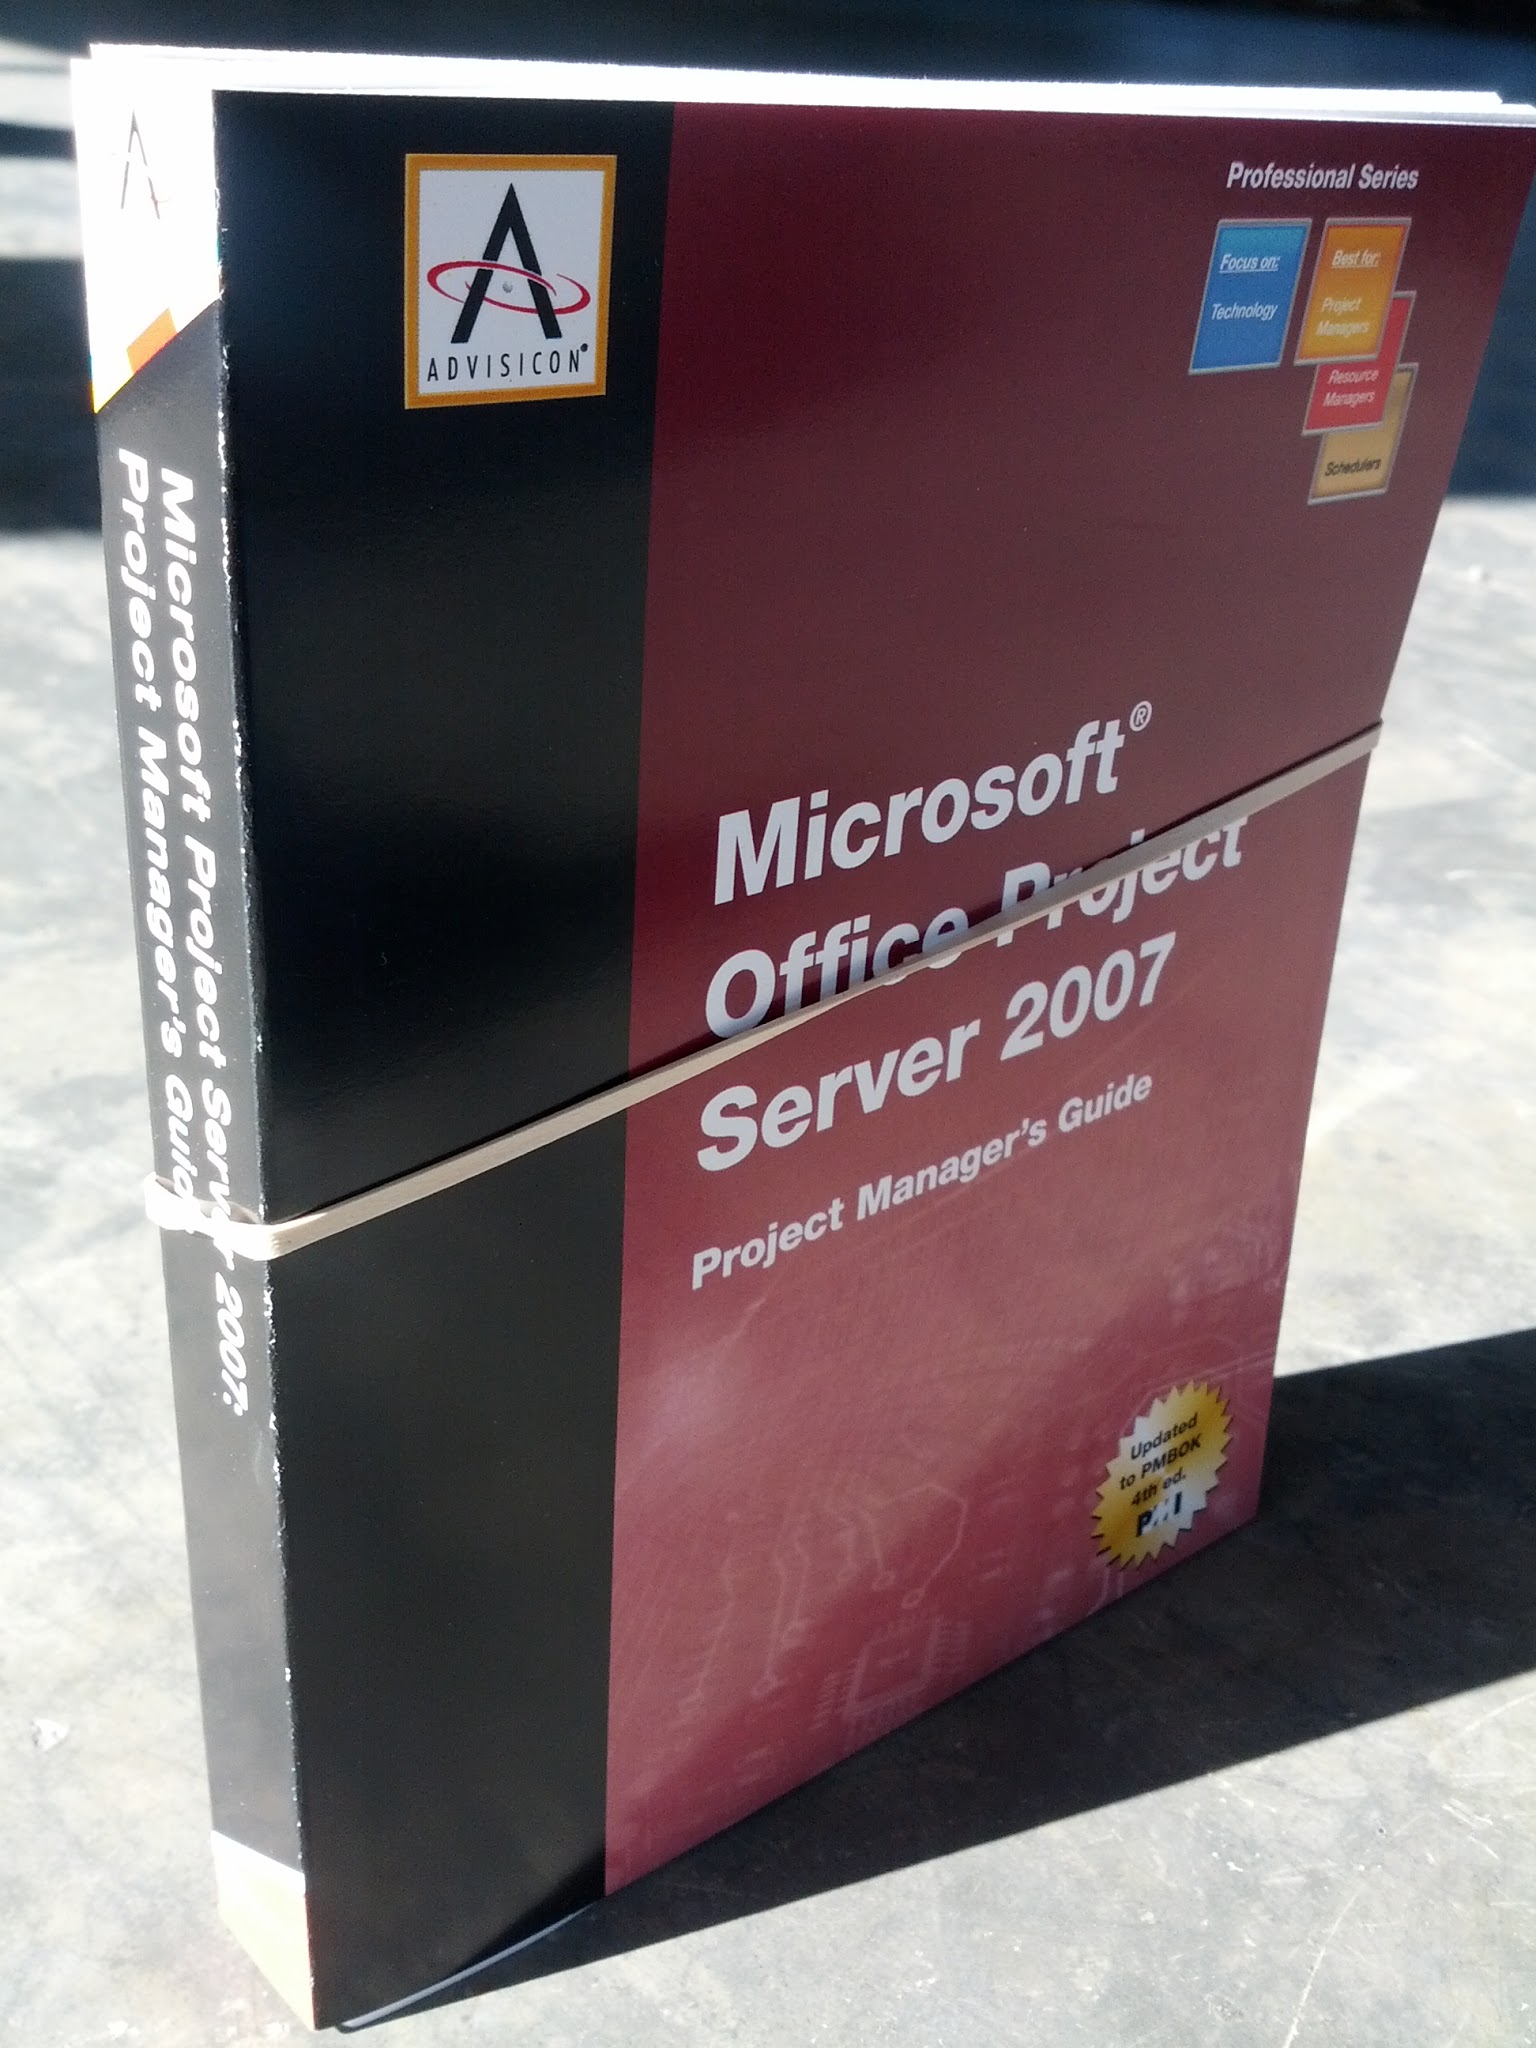 ADVISICON
Professional Series
Focus on:
Technology
Best for:
Project
Managers
Resource
Managers
Schedulers
Microsoft®
Office Project
Server 2007
Project Manager's Guide
Updated
to PMBOK
4th ed.
PMI
Microsoft Project Server 2007:
Project Manager's Guide